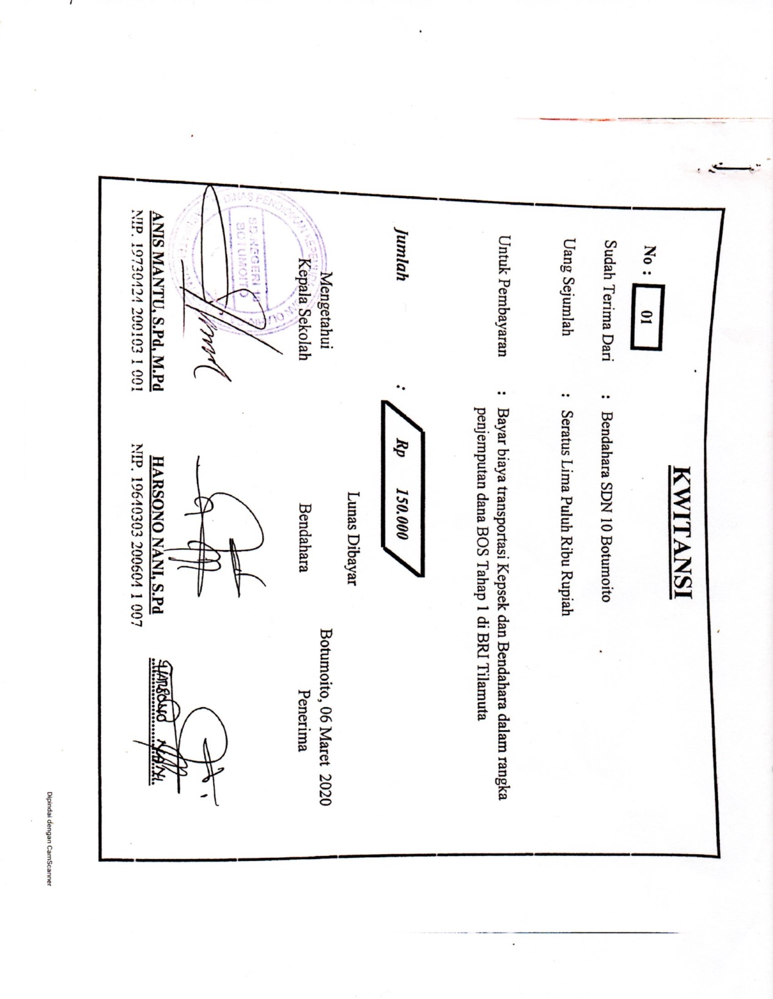 KWITANSI
No : 01
Sudah Terima Dari : Bendahara SDN 10 Botumoito
Uang Sejumlah : Seratus Lima Puluh Ribu Rupiah
Untuk Pembayaran : Bayar biaya transportasi Kepsek dan Bendahara dalam rangka
penjemputan dana BOS Tahap 1 di BRI Tilamuta
Jumlah : Rp 150.000
Lunas Dibayar
Mengetahui Botumoito, 06 Maret 2020
Kepala Sekolah Bendahara Penerima
DINAS PENDIDIKAN
SD.NEGERI 10
BOTUMOITO
HARSONO NANI.
ANIS MANTU, S.Pd, M.Pd HARSONO NANI, S.Pd
NIP. 19730424 200103 1 001 NIP. 19640303 200604 1 007
Dipindai dengan CamScanner